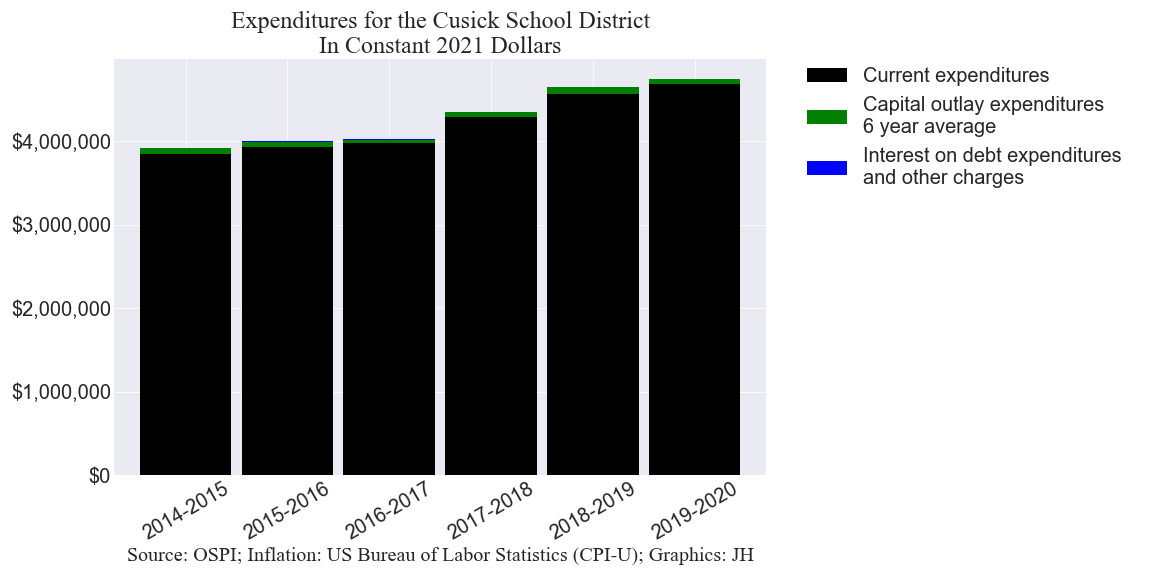 Expenditures for the Cusick School District
In Constant 2021 Dollars
Current expenditures
Capital outlay expenditures
6 year average
Interest on debt expenditures
and other charges
$4,000,000
$3,000,000
$2,000,000
$1,000,000
$0
2014-2015
2015-2016
2016-2017
2017-2018
2018-2019
2019-2020
Source: OSPI; Inflation: US Bureau of Labor Statistics (CPI-U); Graphics: JH